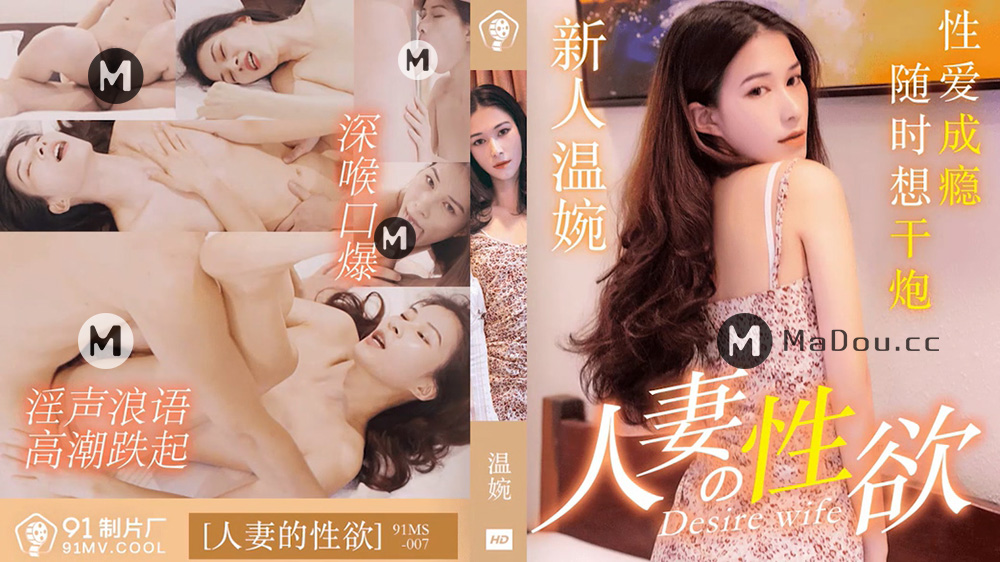 深喉口爆
淫声浪语
高潮跌起
91制片厂
91MV.COOL
[人妻的性欲]
91MS
-007
温婉
HD
新人温婉
性爱成瘾
随时想干炮
M
M
M
M
M MaDou.cc
人妻の性欲
Desire wife